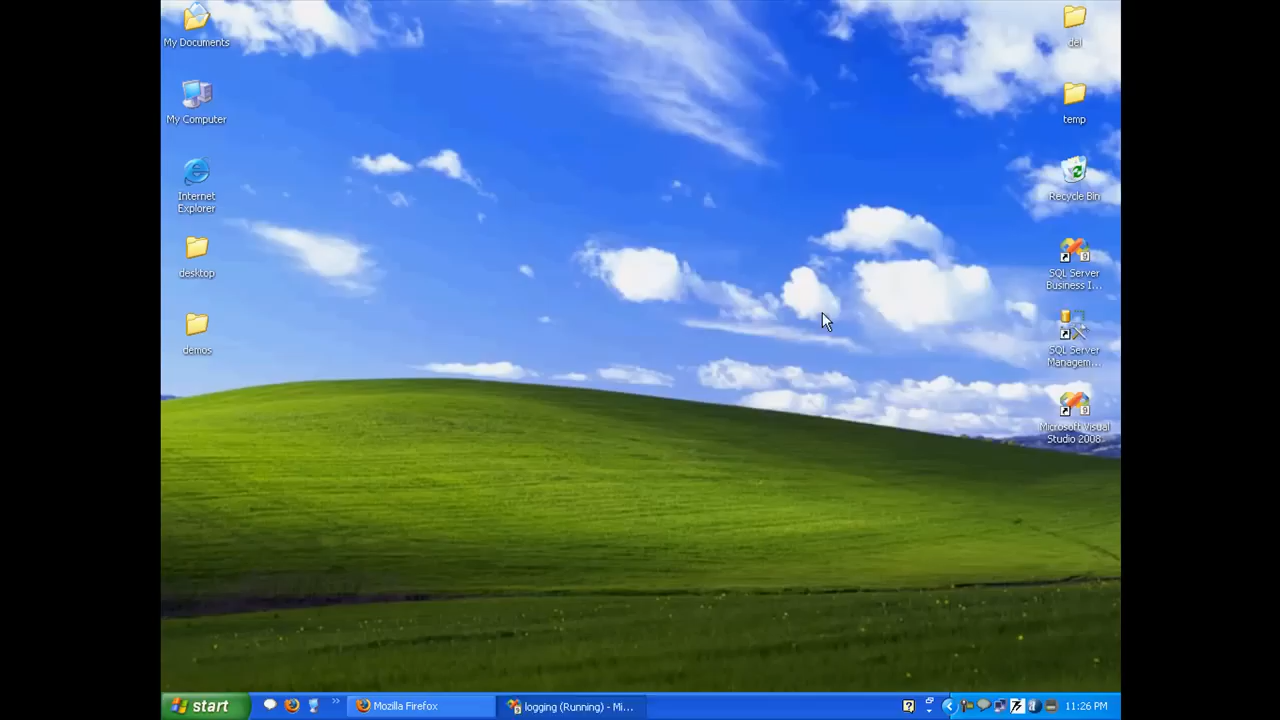 My Documents
My Computer
Internet
Explorer
desktop
demos
del
temp
Recycle Bin
SQL Server
Business I...
SQL Server
Managem...
Microsoft Visual
Studio 2008
start
Mozilla Firefox
logging (Running) - Mi...
11:26 PM